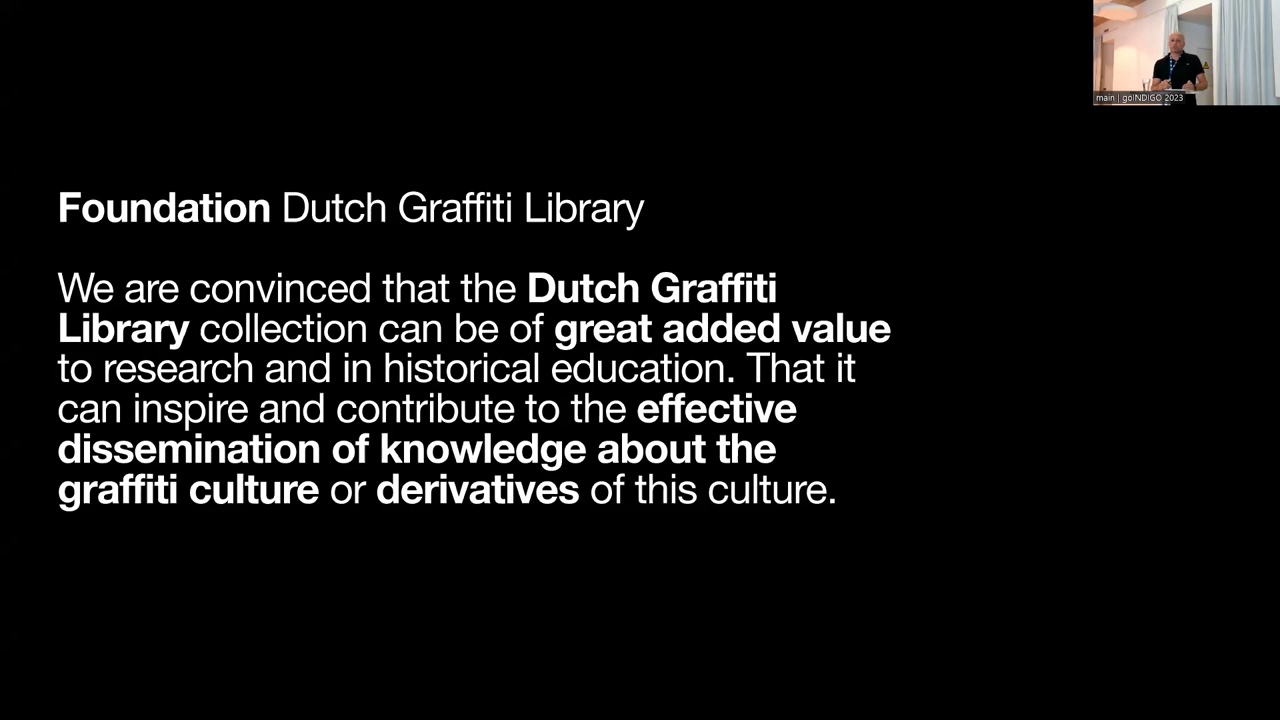 main | goINDIGO 2023
Foundation Dutch Graffiti Library
We are convinced that the Dutch Graffiti
Library collection can be of great added value
to research and in historical education. That it
can inspire and contribute to the effective
dissemination of knowledge about the
graffiti culture or derivatives of this culture.